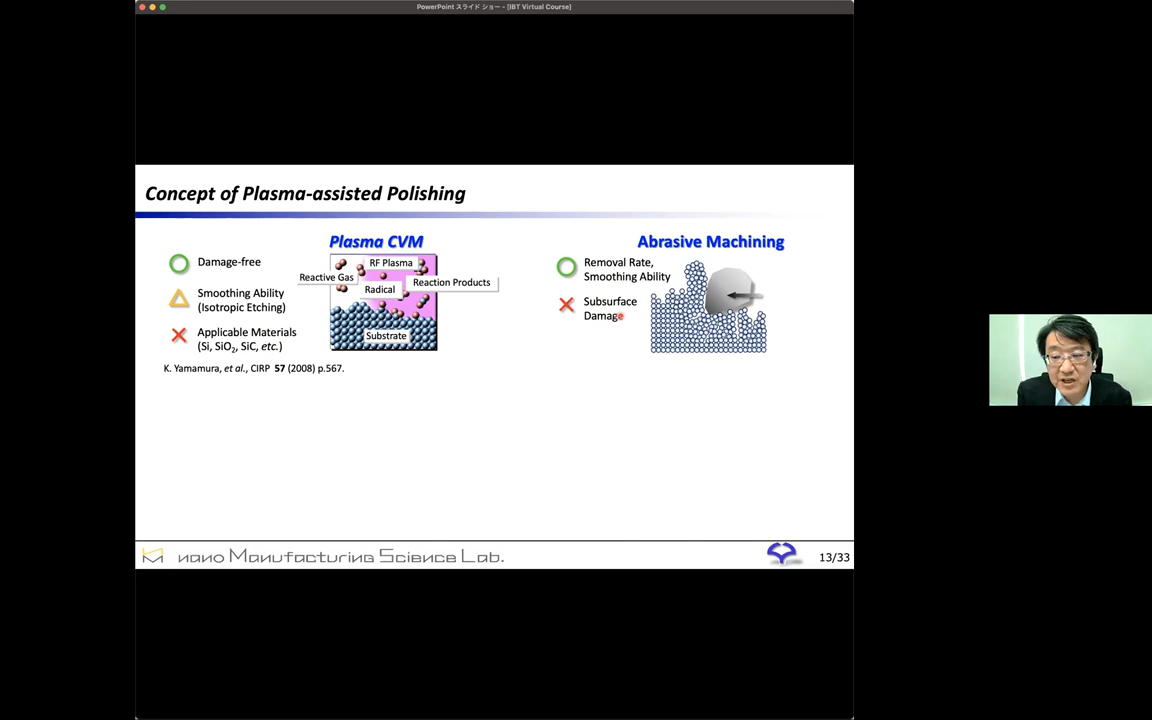 PowerPoint スライド ショー - [IBT Virtual Course]
Concept of Plasma-assisted Polishing
Plasma CVM
Damage-free
Smoothing Ability
(Isotropic Etching)
Applicable Materials
(Si, SiO2, SiC, etc.)
RF Plasma
Reactive Gas
Radical
Reaction Products
Substrate
K. Yamamura, et al., CIRP 57 (2008) p.567.
Abrasive Machining
Removal Rate,
Smoothing Ability
Subsurface
Damage
nano Manufacturing Science Lab.
13/33